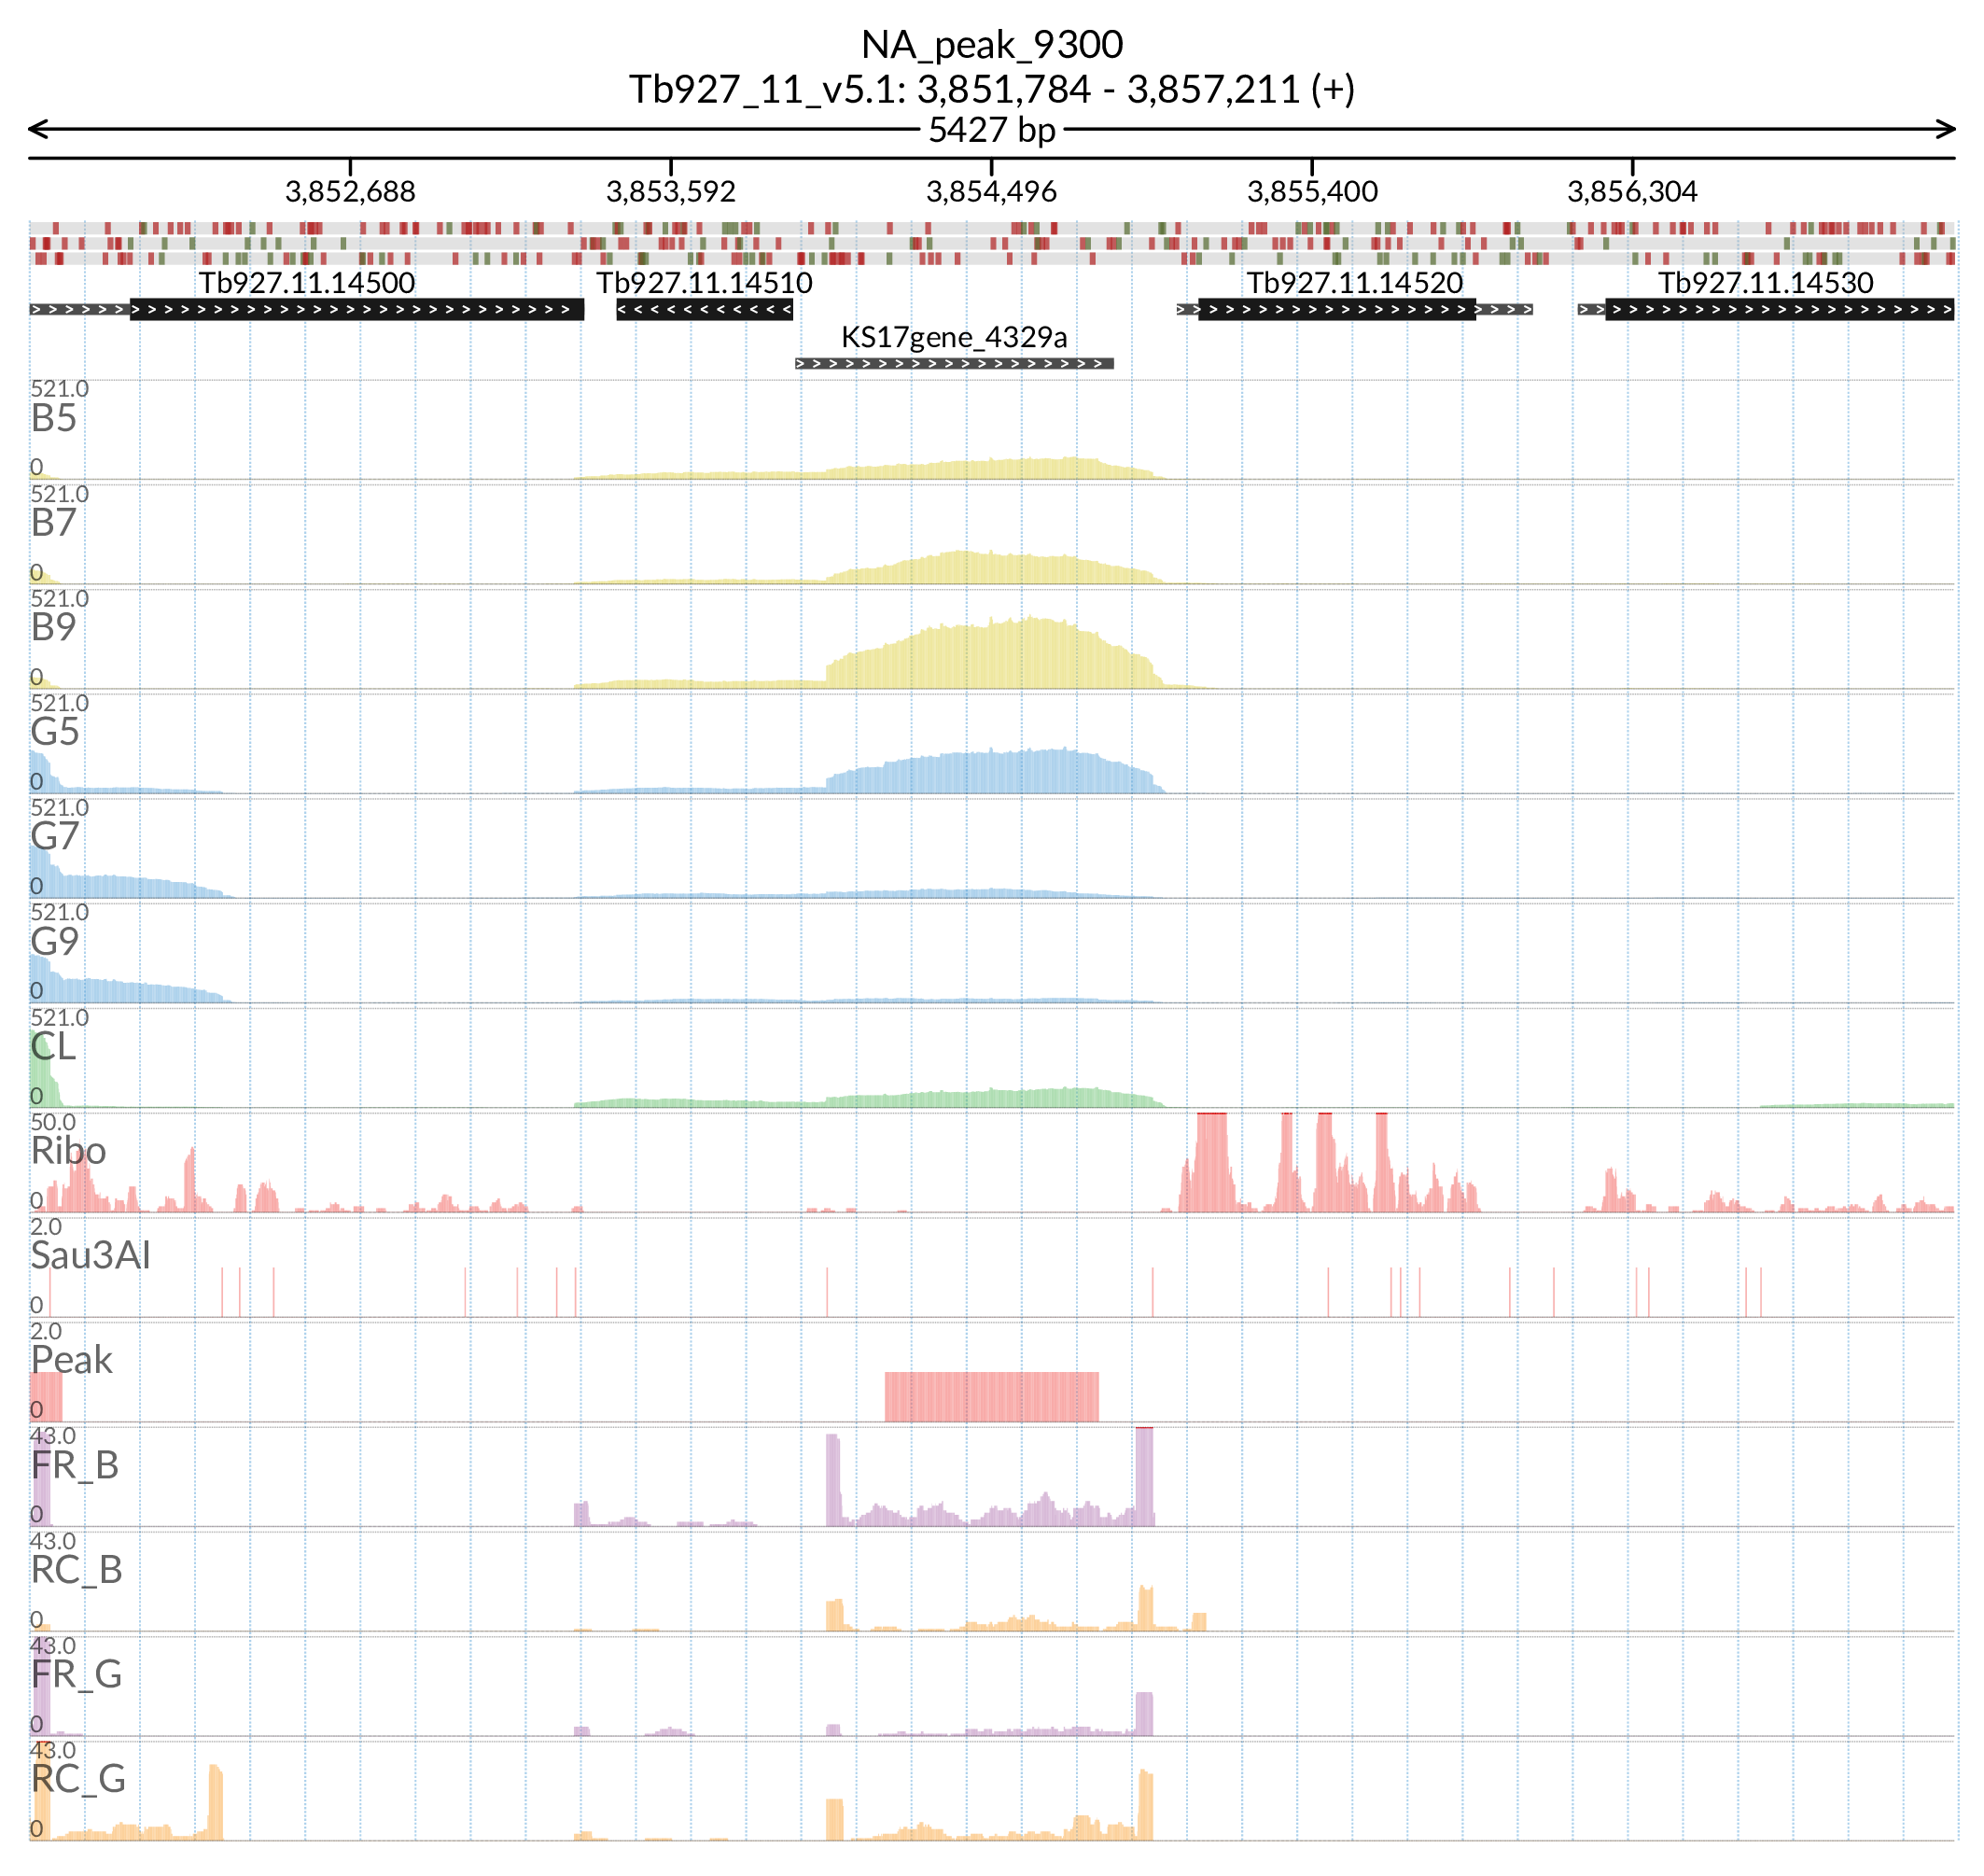 NA_peak_9300
Tb927_11_v5.1: 3,851,784 - 3,857,211 (+)
5427 bp
3,852,688 3,853,592 3,854,496 3,855,400 3,856,304
Tb927.11.14500 Tb927.11.14510 Tb927.11.14520 Tb927.11.14530
KS17gene_4329a
521.0
B5
0
521.0
B7
0
521.0
B9
0
521.0
G5
0
521.0
G7
0
521.0
G9
0
521.0
CL
0
50.0
Ribo
0
2.0
Sau3AI
0
2.0
Peak
0
43.0
FR_B
0
43.0
RC_B
0
43.0
FR_G
0
43.0
RC_G
0